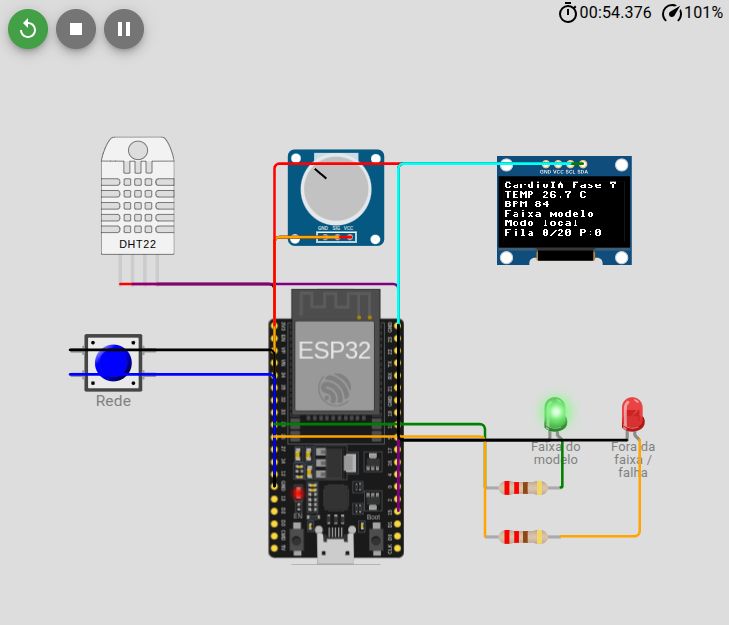 00:54.376 101%
GND SIG VCC
GND VCC SCL SDA
CardioIA Fase 7
TEMP 26.7 C
BPM 84
Faixa modelo
Modo local
Fila 0/20 P:0
DHT22
ESP32
Rede
Faixa do
modelo
Fora da
faixa /
falha
EN
Boot